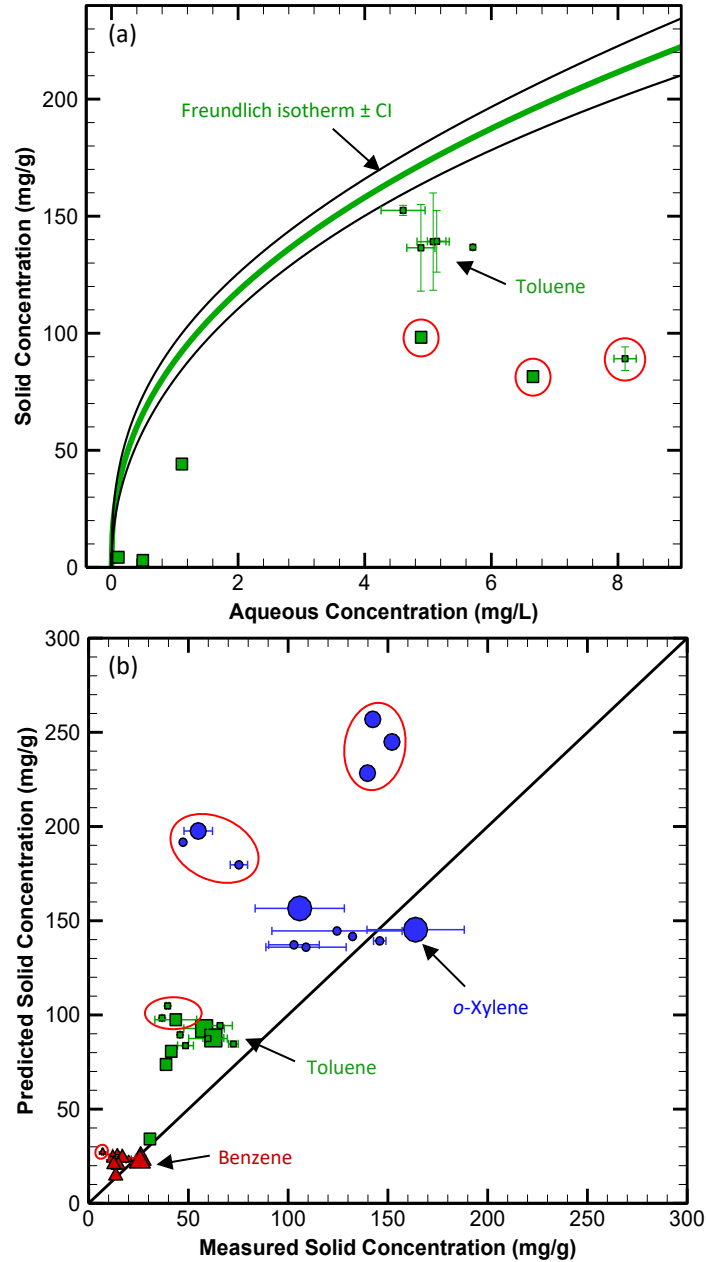 (a)
Freundlich isotherm ± CI
Toluene
Solid Concentration (mg/g)
0
50
100
150
200
0 2 4 6 8
Aqueous Concentration (mg/L)
(b)
o-Xylene
Toluene
Benzene
Predicted Solid Concentration (mg/g)
300
250
200
150
100
50
0
0 50 100 150 200 250 300
Measured Solid Concentration (mg/g)